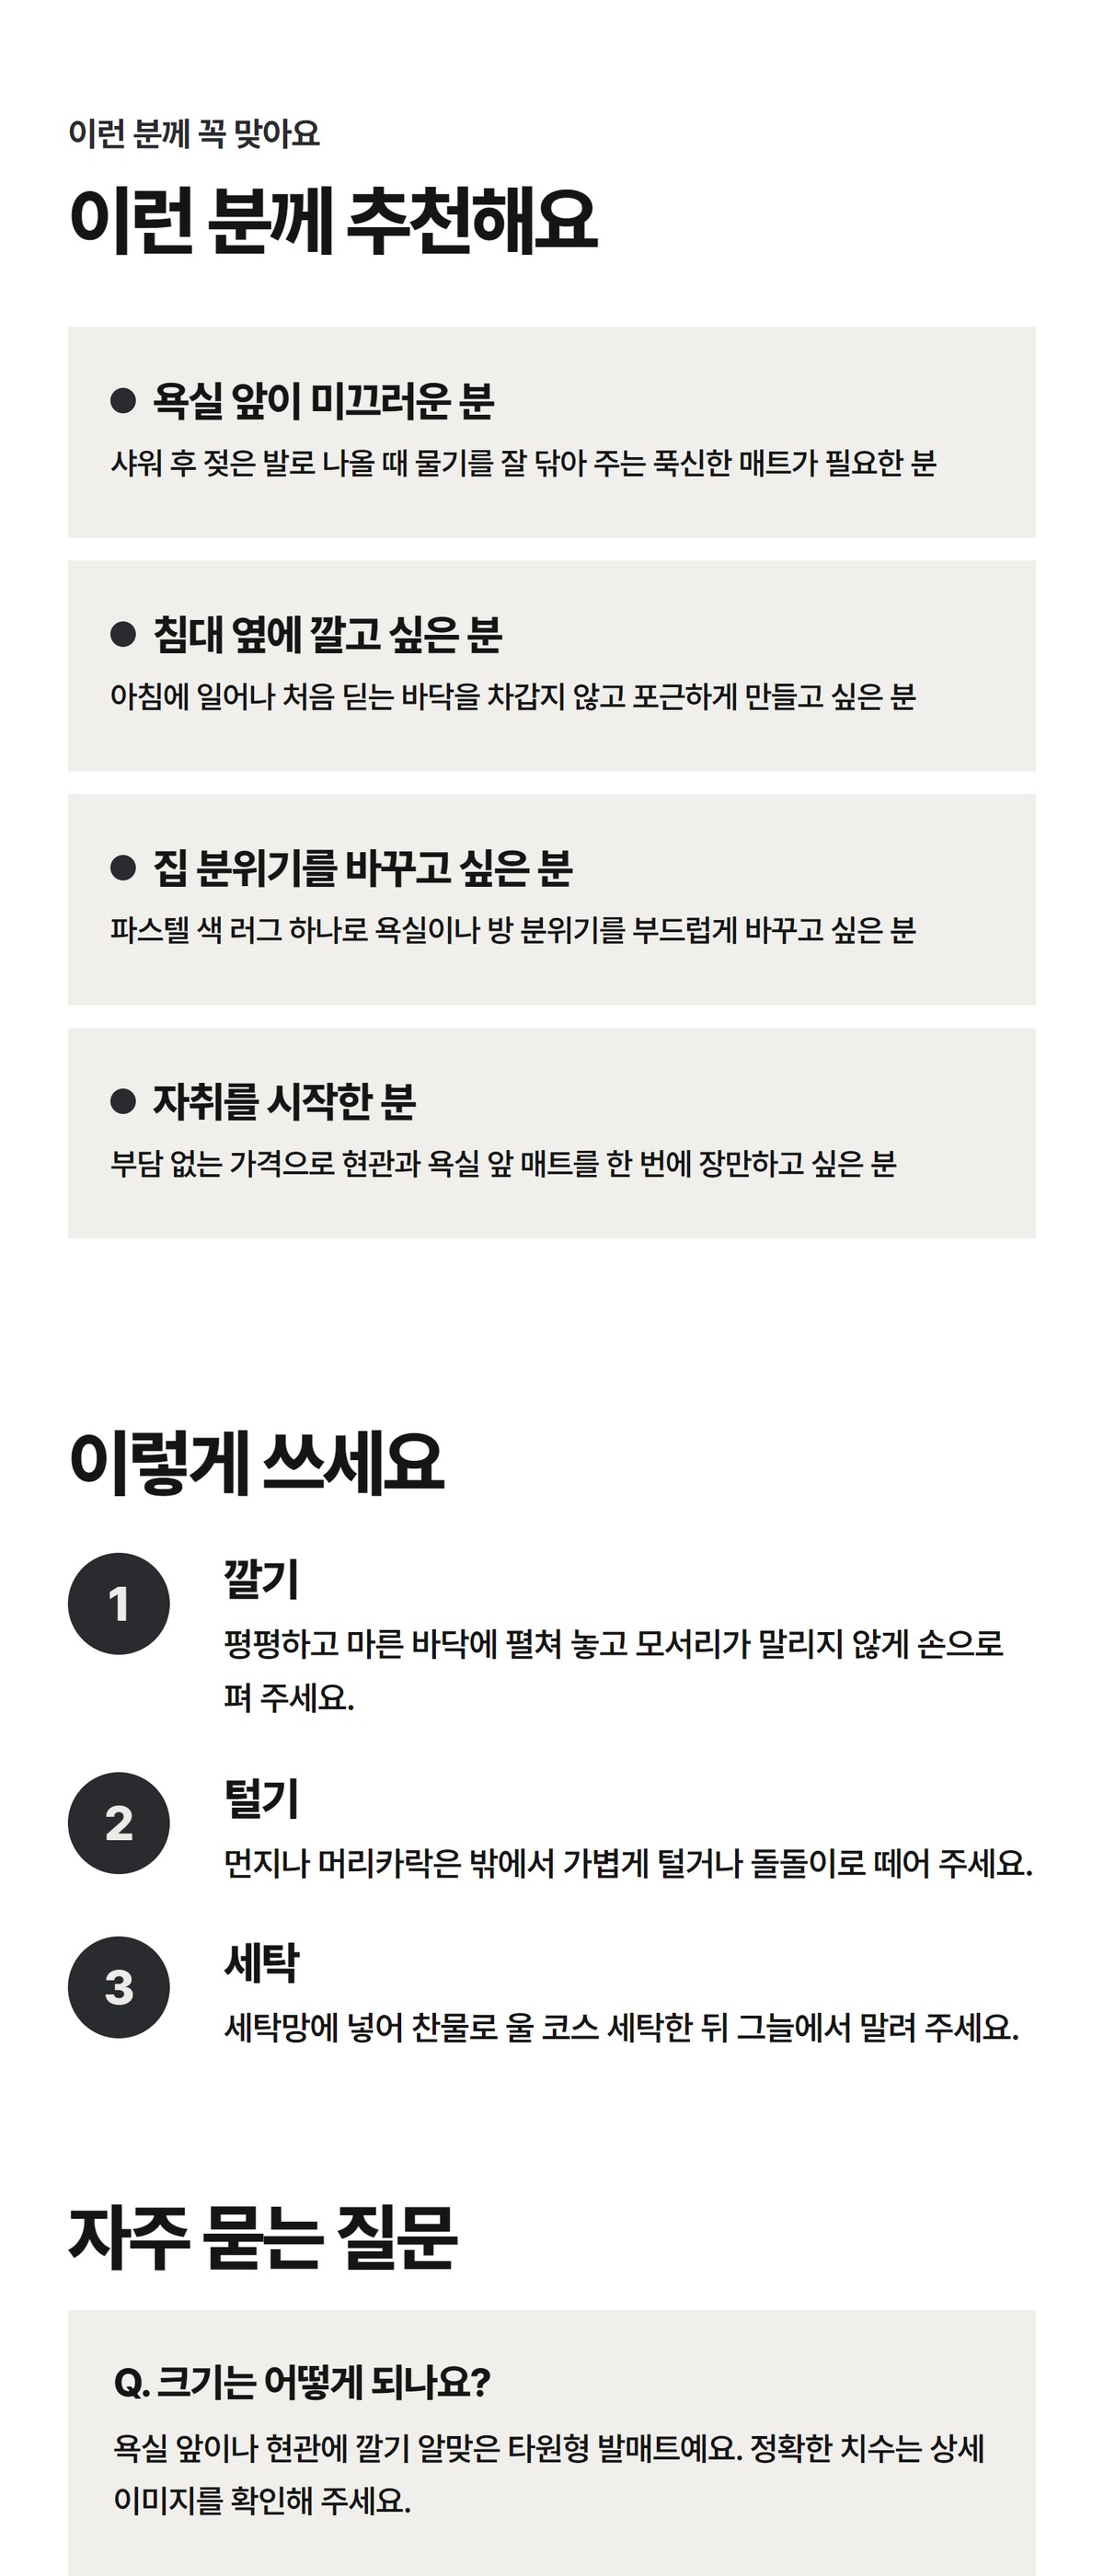 이런 분께 꼭 맞아요
이런 분께 추천해요
욕실 앞이 미끄러운 분
샤워 후 젖은 발로 나올 때 물기를 잘 닦아 주는 푹신한 매트가 필요한 분
침대 옆에 깔고 싶은 분
아침에 일어나 처음 딛는 바닥을 차갑지 않고 포근하게 만들고 싶은 분
집 분위기를 바꾸고 싶은 분
파스텔 색 러그 하나로 욕실이나 방 분위기를 부드럽게 바꾸고 싶은 분
자취를 시작한 분
부담 없는 가격으로 현관과 욕실 앞 매트를 한 번에 장만하고 싶은 분
이렇게 쓰세요
1
깔기
평평하고 마른 바닥에 펼쳐 놓고 모서리가 말리지 않게 손으로
펴 주세요.
2
털기
먼지나 머리카락은 밖에서 가볍게 털거나 돌돌이로 떼어 주세요.
3
세탁
세탁망에 넣어 찬물로 울 코스 세탁한 뒤 그늘에서 말려 주세요.
자주 묻는 질문
Q. 크기는 어떻게 되나요?
욕실 앞이나 현관에 깔기 알맞은 타원형 발매트예요. 정확한 치수는 상세
이미지를 확인해 주세요.